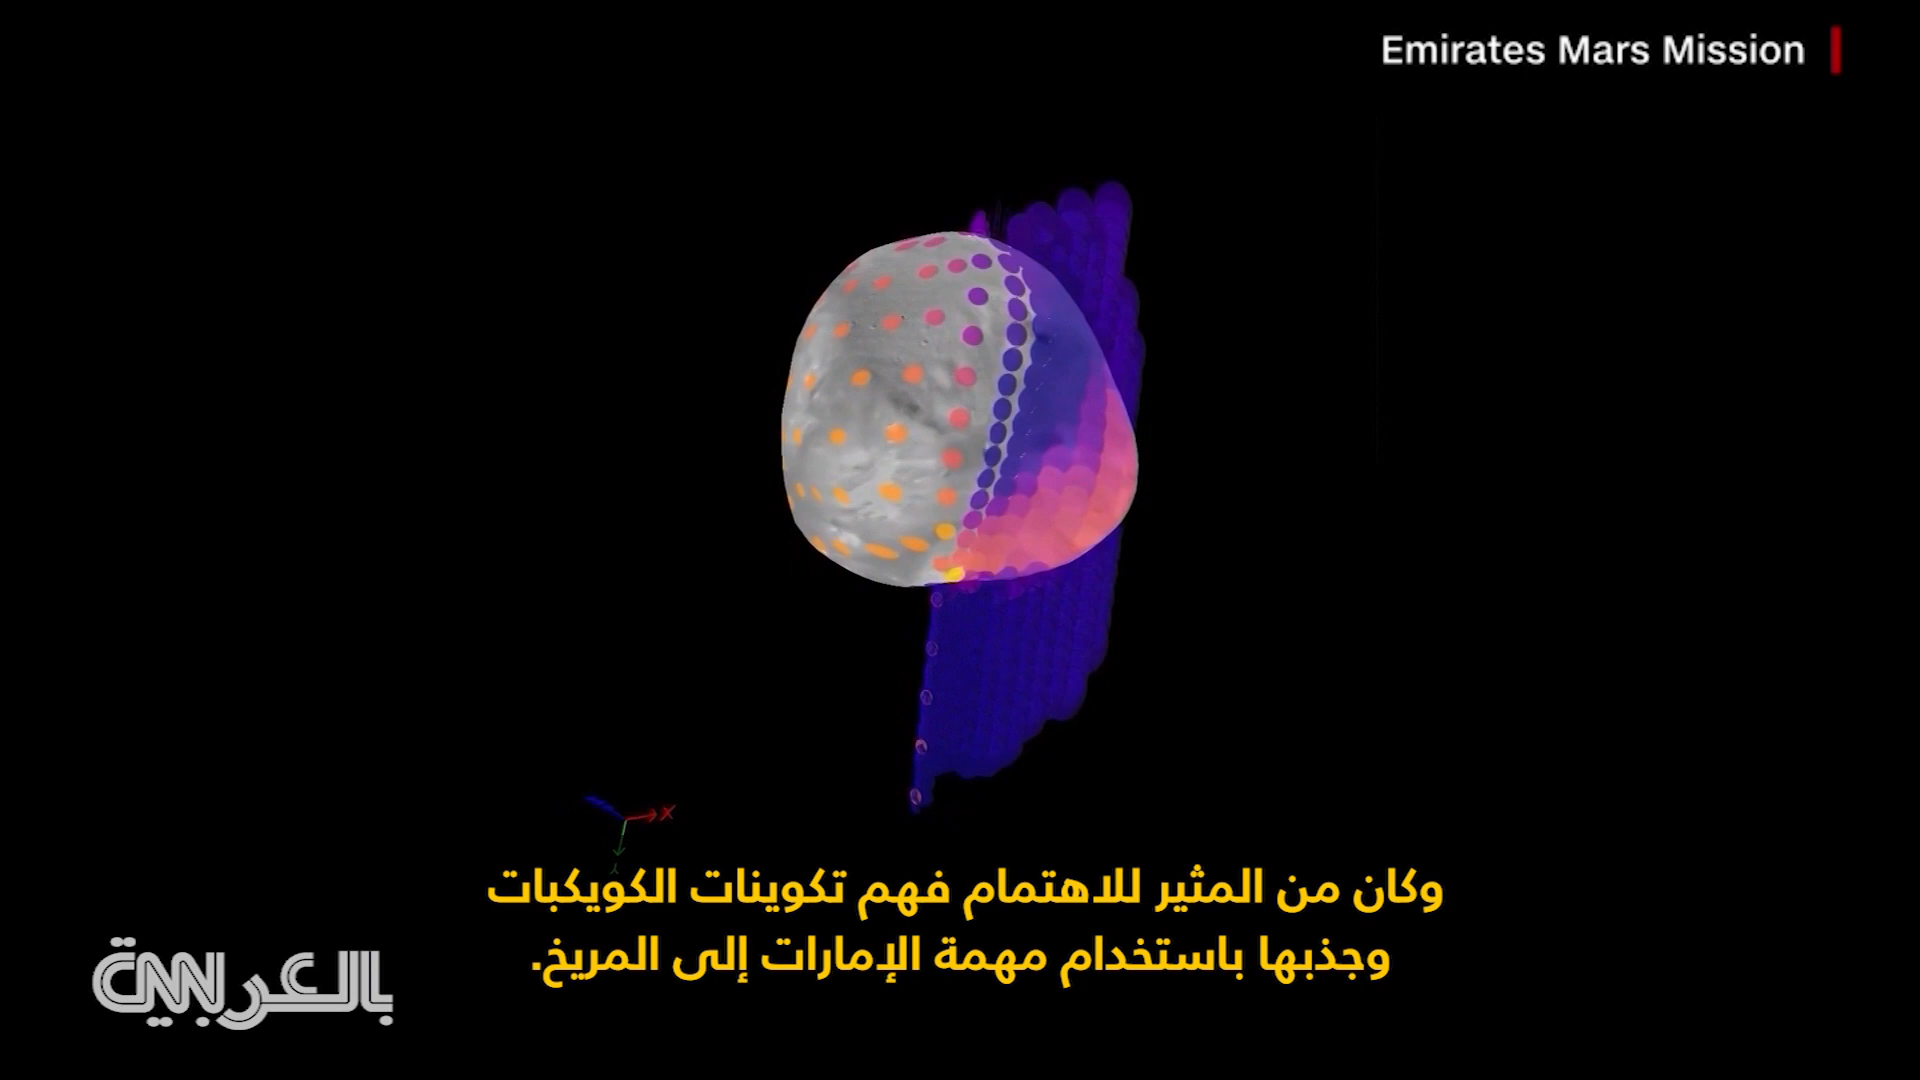 Emirates Mars Mission
X
Y
وكان من المثير للاهتمام فهم تكوينات الكويكبات
وجذبها باستخدام مهمة الإمارات إلى المريخ.
CNN بالعربية